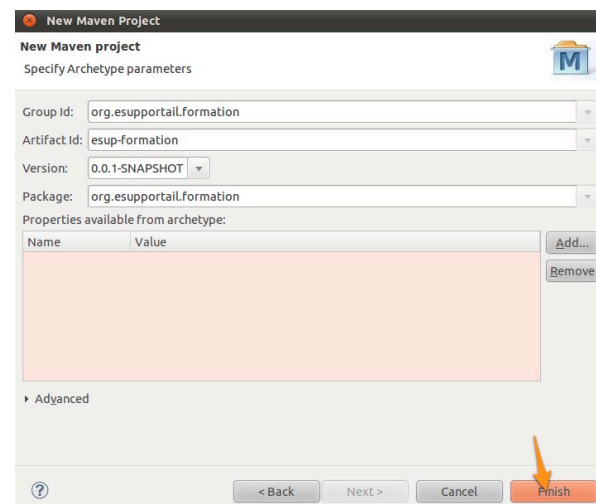 New Maven Project
New Maven project
Specify Archetype parameters
M
Group Id: org.esupportail.formation
Artifact Id: esup-formation
Version: 0.0.1-SNAPSHOT
Package: org.esupportail.formation
Properties available from archetype:
Name Value
Add...
Remove
Advanced
? < Back Next > Cancel Finish